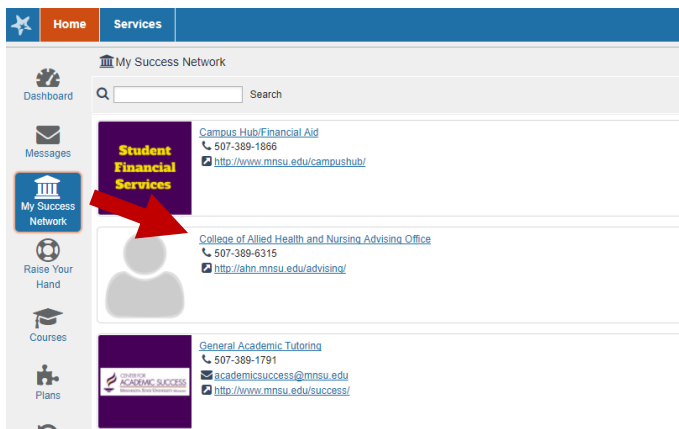 Home Services
My Success Network
Search
Dashboard
Messages
My Success
Network
Raise Your
Hand
Courses
Plans
Student
Financial
Services
Campus Hub/Financial Aid
507-389-1866
http://www.mnsu.edu/campushub/
College of Allied Health and Nursing Advising Office
507-389-6315
http://ahn.mnsu.edu/advising/
CENTER FOR
ACADEMIC SUCCESS
MINNESOTA STATE UNIVERSITY
General Academic Tutoring
507-389-1791
academicsuccess@mnsu.edu
http://www.mnsu.edu/success/